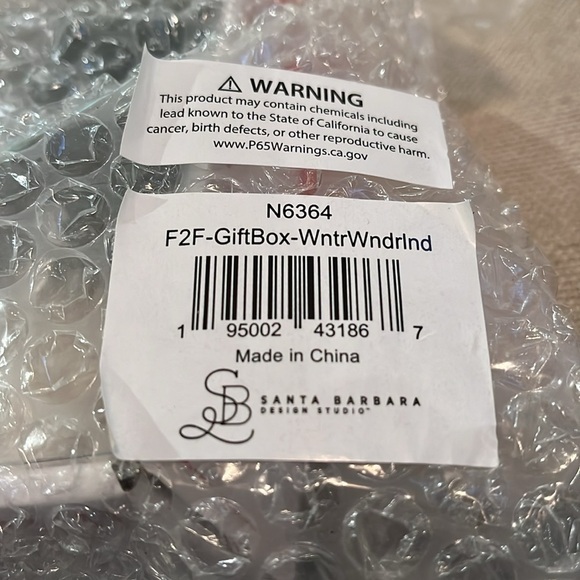 ⚠ WARNING
This product may contain chemicals including
lead known to the State of California to cause
cancer, birth defects, or other reproductive harm.
www.P65Warnings.ca.gov
N6364
F2F-GiftBox-WntrWndrlnd
1 95002 43186 7
Made in China
SB
SANTA BARBARA
DESIGN STUDIO™